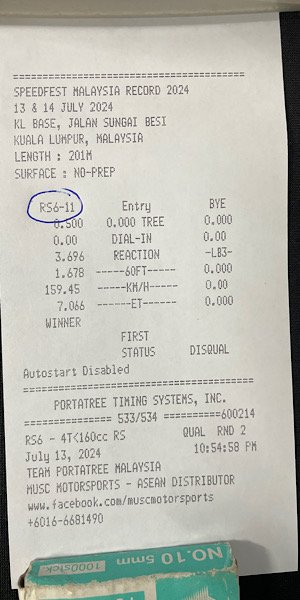 =========================================
SPEEDFEST MALAYSIA RECORD 2024
13 & 14 JULY 2024
KL BASE, JALAN SUNGAI BESI
KUALA LUMPUR, MALAYSIA
LENGTH : 201M
SURFACE : NO-PREP
=========================================
RS6-11 Entry BYE
0.500 0.000 TREE 0.000
0.00 DIAL-IN 0.00
3.696 REACTION -LB3-
1.678 ------60FT----- 0.000
159.45 ------KM/H----- 0.00
7.066 ------ET------- 0.000
WINNER
FIRST
STATUS DISQUAL
Autostart Disabled
=========================================
PORTATREE TIMING SYSTEMS, INC.
================ 533/534 ==========600214
RS6 - 4T<160cc RS QUAL RND 2
July 13, 2024 10:54:58 PM
TEAM PORTATREE MALAYSIA
MUSC MOTORSPORTS - ASEAN DISTRIBUTOR
www.facebook.com/muscmotorsports
+6016-6681490
NO.10 5mm
1000stick